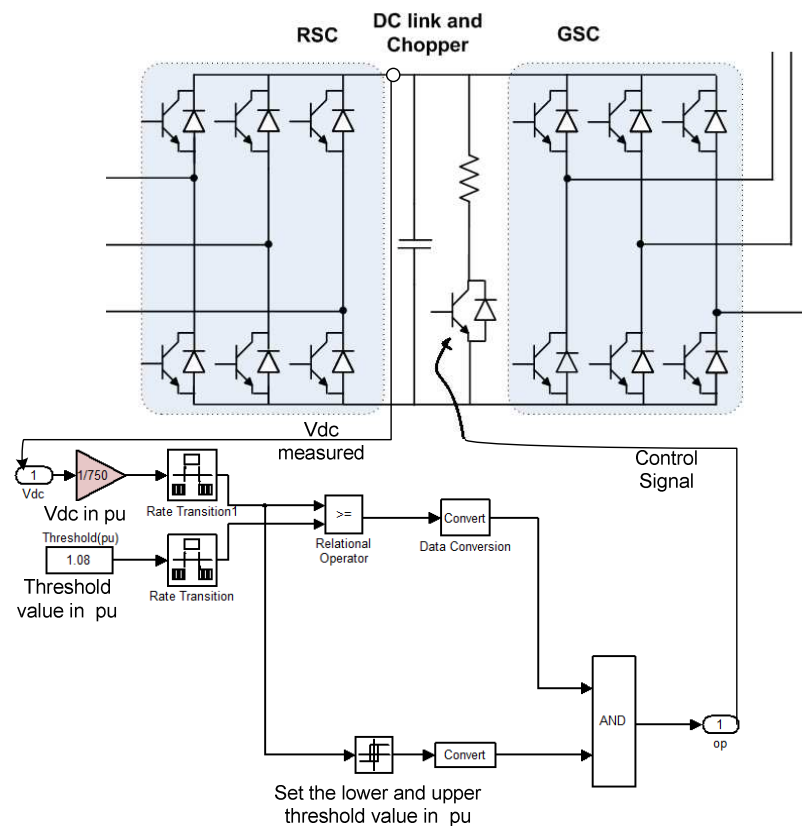 RSC
DC link and
Chopper
GSC
Vdc
measured
Control
Signal
1
Vdc
1/750
Vdc in pu
Rate Transition1
Threshold(pu)
1.08
Threshold
value in pu
Rate Transition
>=
Relational
Operator
Convert
Data Conversion
AND
1
op
Convert
Set the lower and upper
threshold value in pu